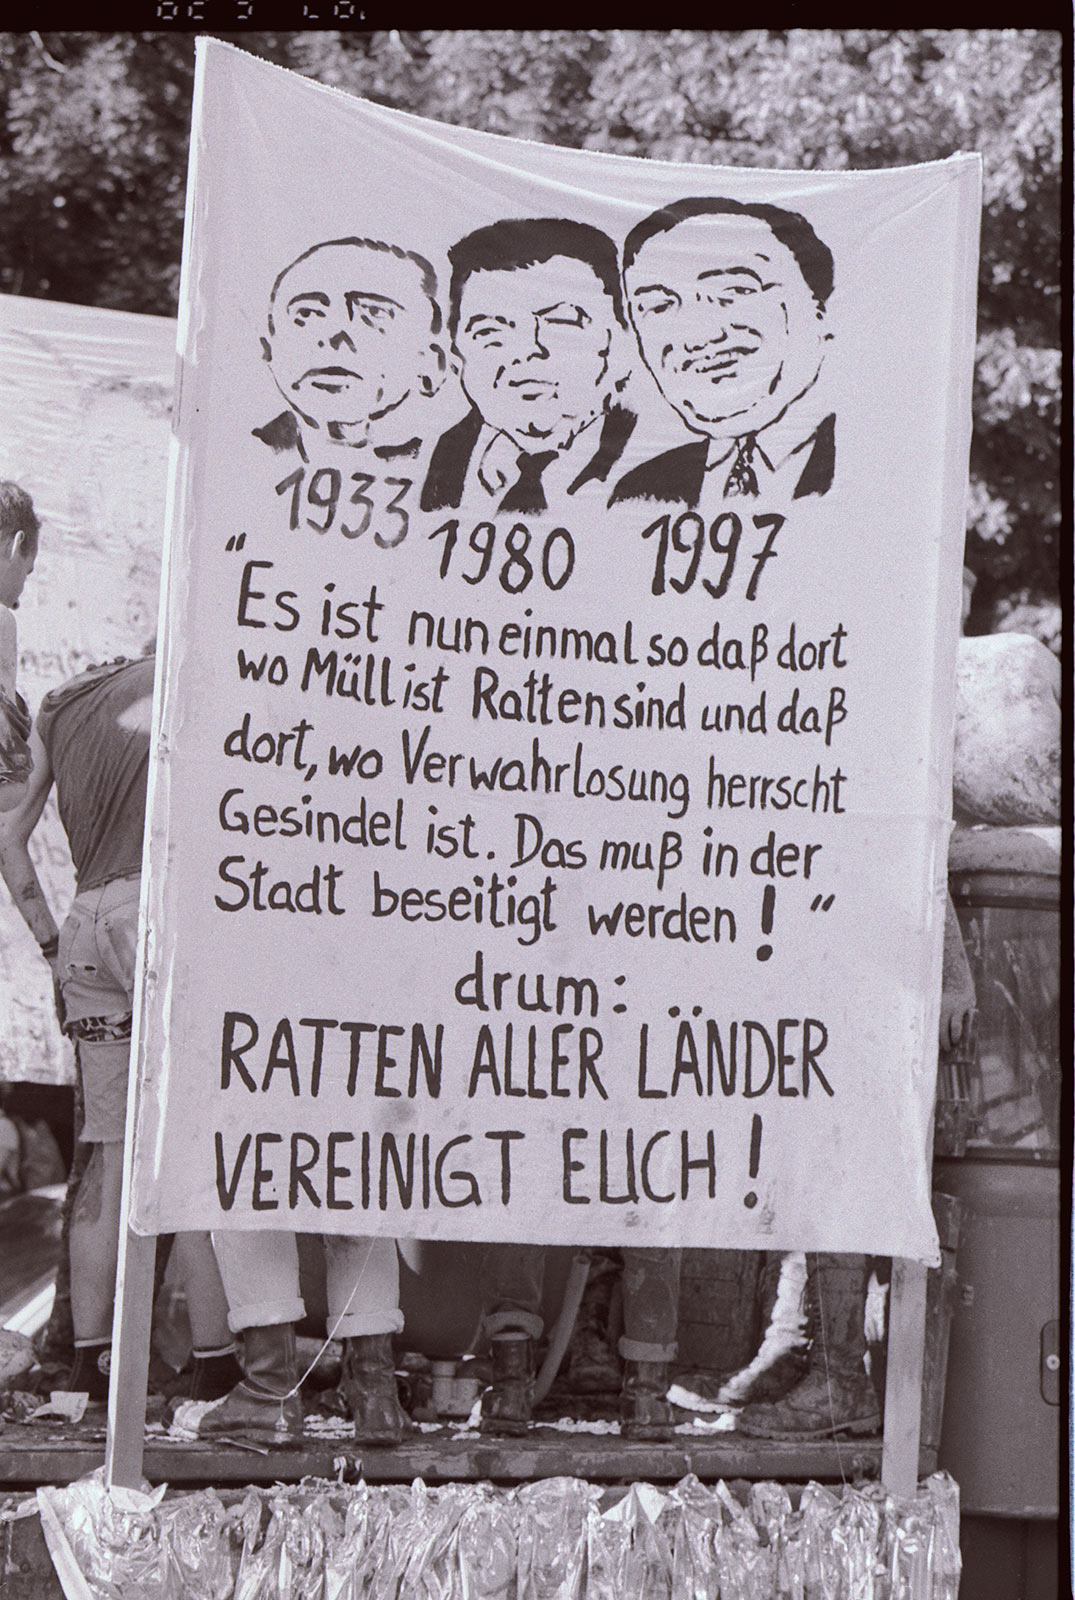 1933
1980
1997
"Es ist nun einmal so daß dort
wo Müll ist Ratten sind und daß
dort, wo Verwahrlosung herrscht
Gesindel ist. Das muß in der
Stadt beseitigt werden! "
drum:
RATTEN ALLER LÄNDER
VEREINIGT EUCH!